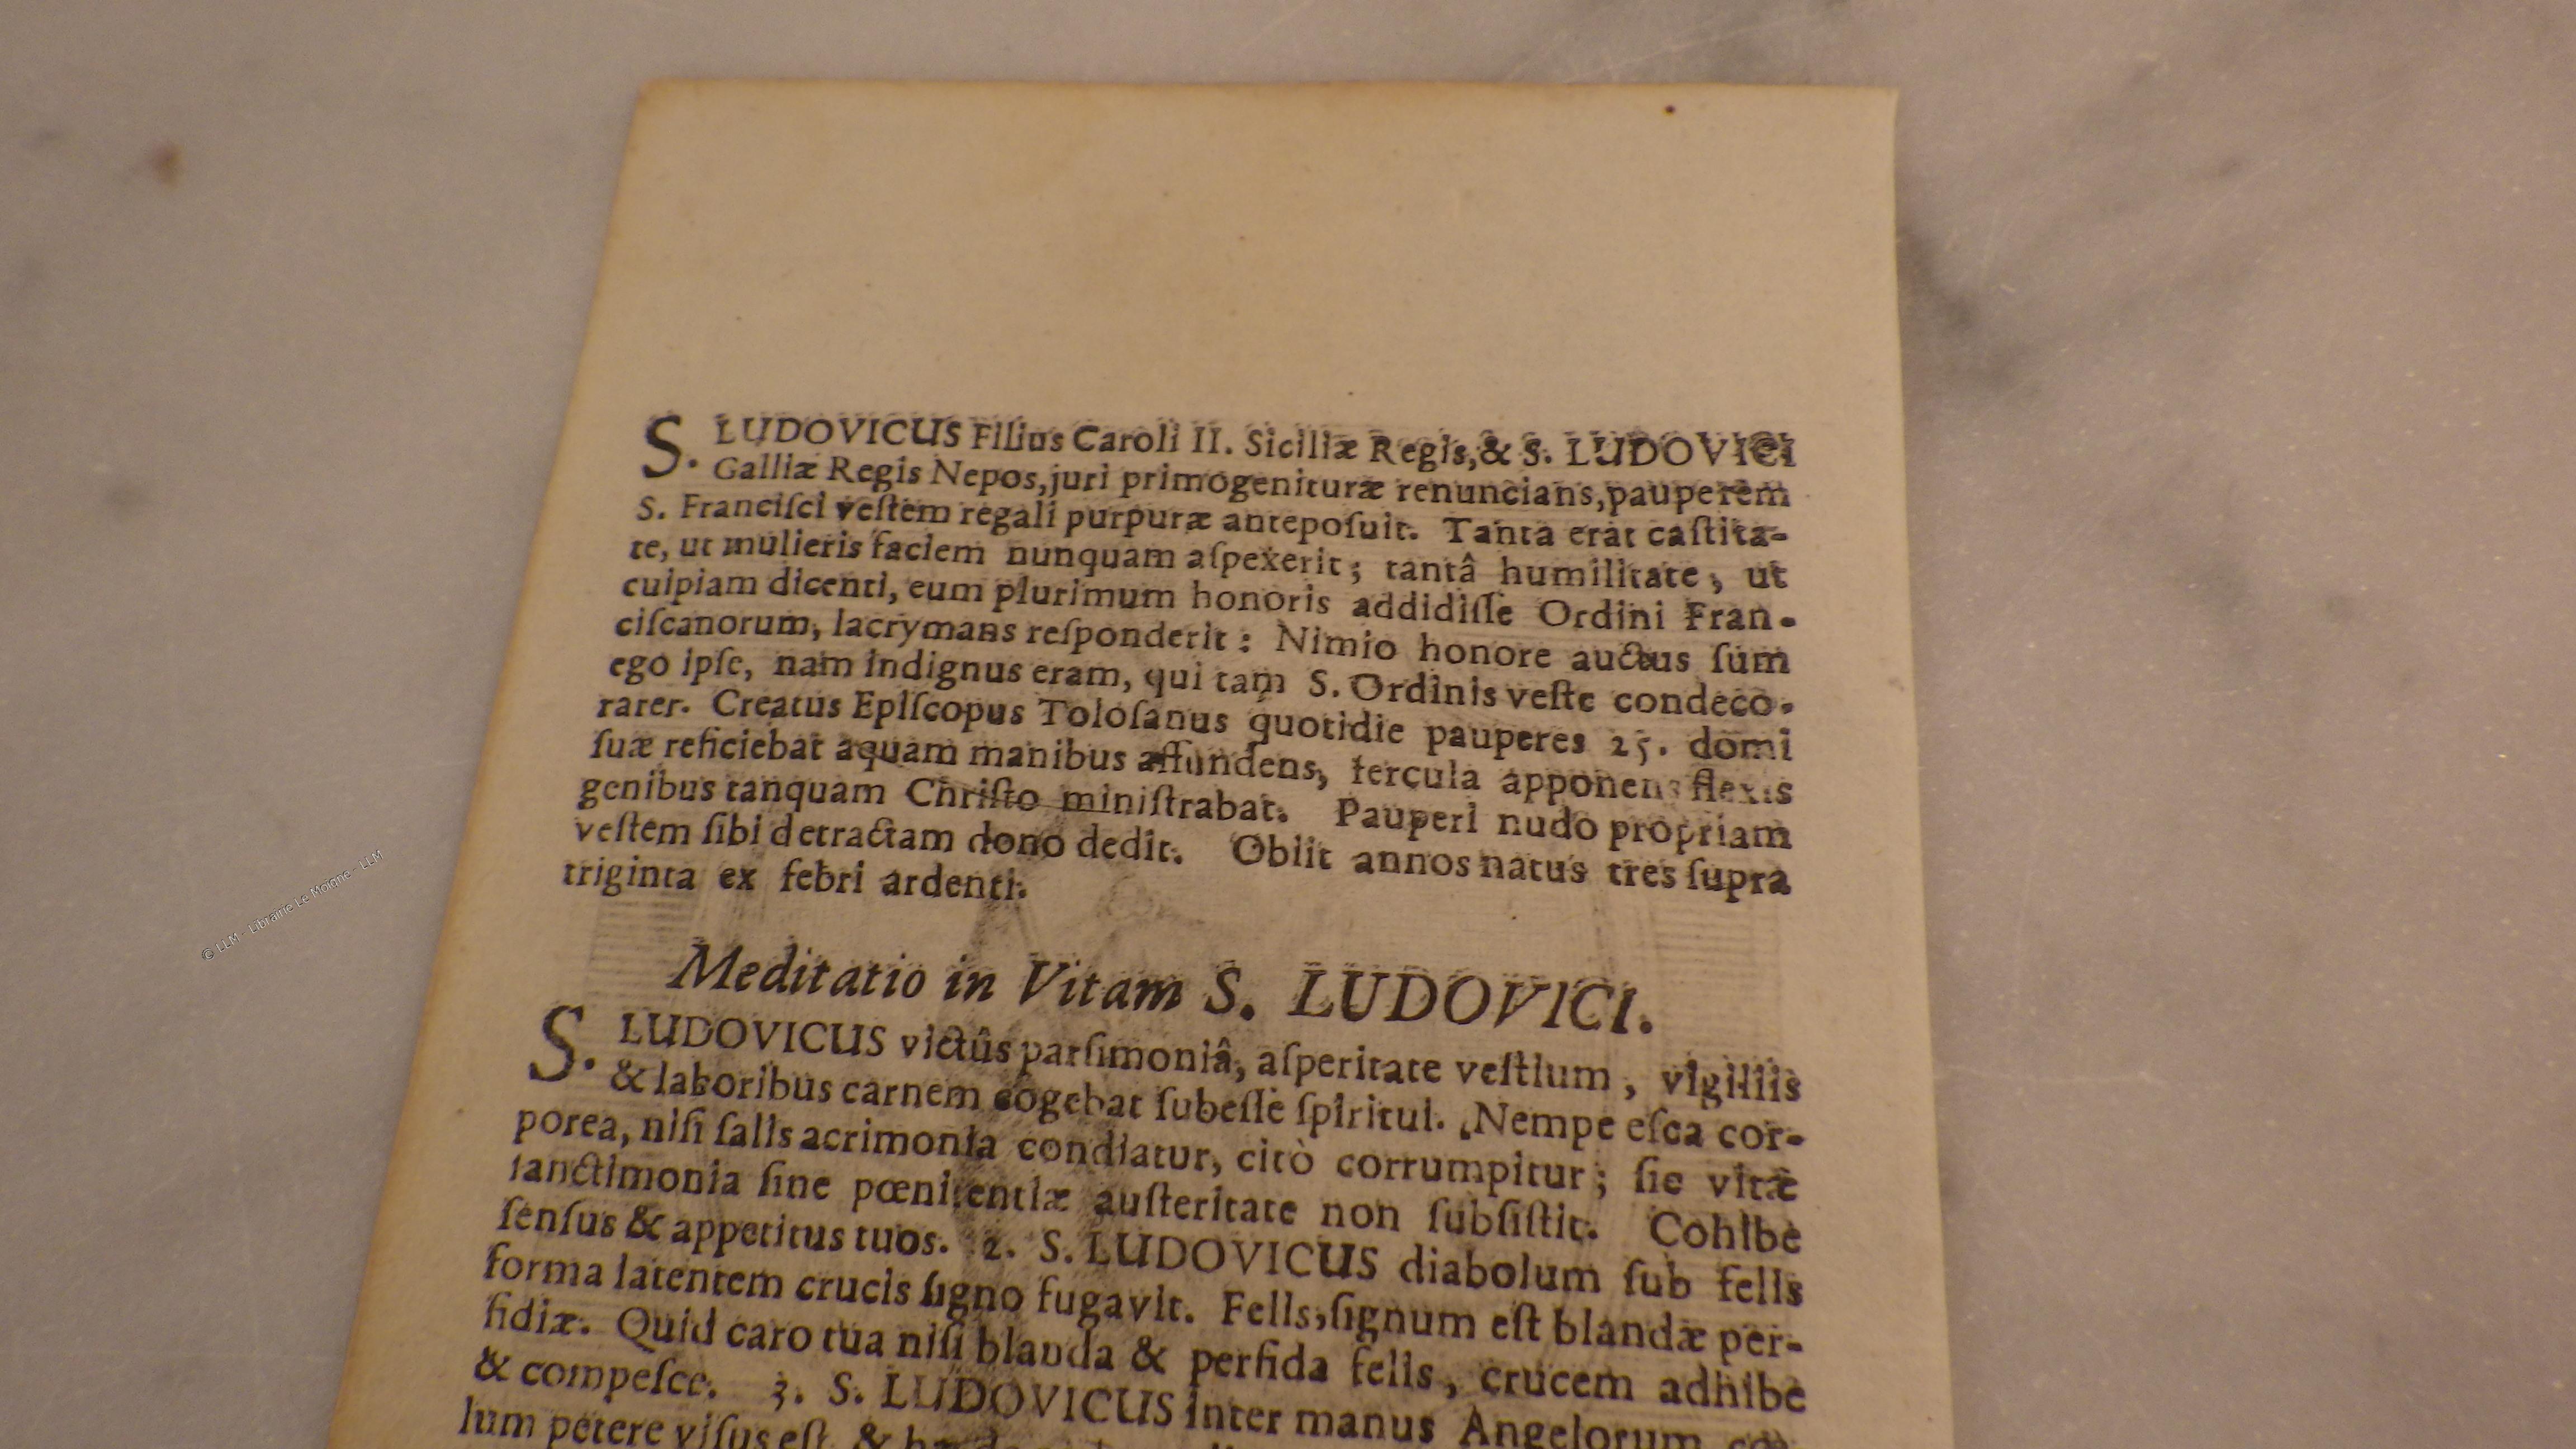 S. LUDOVICUS Filius Caroli II. Siciliæ Regis, & S. LUDOVICI
Galliæ Regis Nepos, juri primogenituræ renuncians, pauperem
S. Franciſci veſtem regali purpuræ antepoſuit. Tanta erat caſtita-
te, ut mulieris faciem nunquam aſpexerit; tantâ humilitate, ut
cuipiam dicenti, eum plurimum honoris addidiſſe Ordini Fran-
ciſcanorum, lacrymans reſponderit: Nimio honore auctus ſum
ego ipſe, nam indignus eram, qui tam S. Ordinis veſte condeco-
rarer. Creatus Epiſcopus Toloſanus quotidie pauperes 25. domi
ſuæ reficiebat aquam manibus affundens, fercula apponens flexis
genibus tanquam Chriſto miniſtrabat. Pauperi nudo propriam
veſtem ſibi detractam dono dedit. Obiit annos natus tres ſupra
triginta ex febri ardenti.
Meditatio in Vitam S. LUDOVICI.
S. LUDOVICUS victûs parſimoniâ, aſperitate veſtium, vigiliis
& laboribus carnem cogebat ſubeſſe ſpiritui. Nempe eſca cor-
porea, niſi ſalis acrimonia condiatur, citò corrumpitur; ſic vitæ
ſanctimonia ſine pœnitentiæ auſteritate non ſubſiſtit. Cohibe
ſenſus & appetitus tuos. 2. S. LUDOVICUS diabolum ſub felis
forma latentem crucis ſigno fugavit. Felis, ſignum eſt blandæ per-
fidiæ. Quid caro tua niſi blanda & perfida felis, crucem adhibe
& compeſce. 3. S. LUDOVICUS inter manus Angelorum cœ-
lum petere viſus eſt, &
© LLM - Librairie Le Moigne - LLM